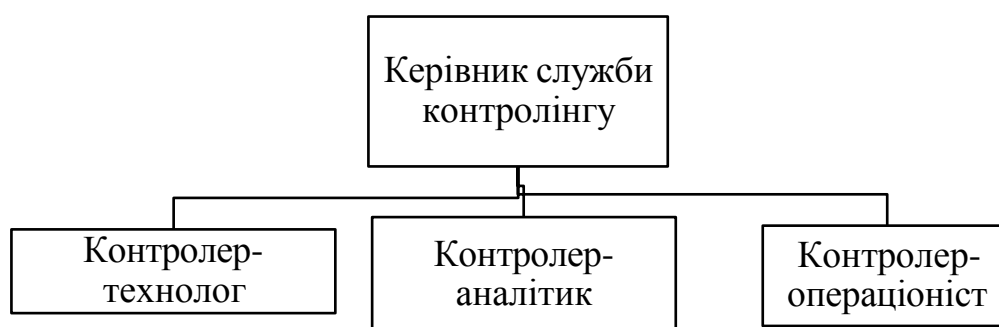 Керівник служби
контролінгу
Контролер-
технолог
Контролер-
аналітик
Контролер-
операціоніст